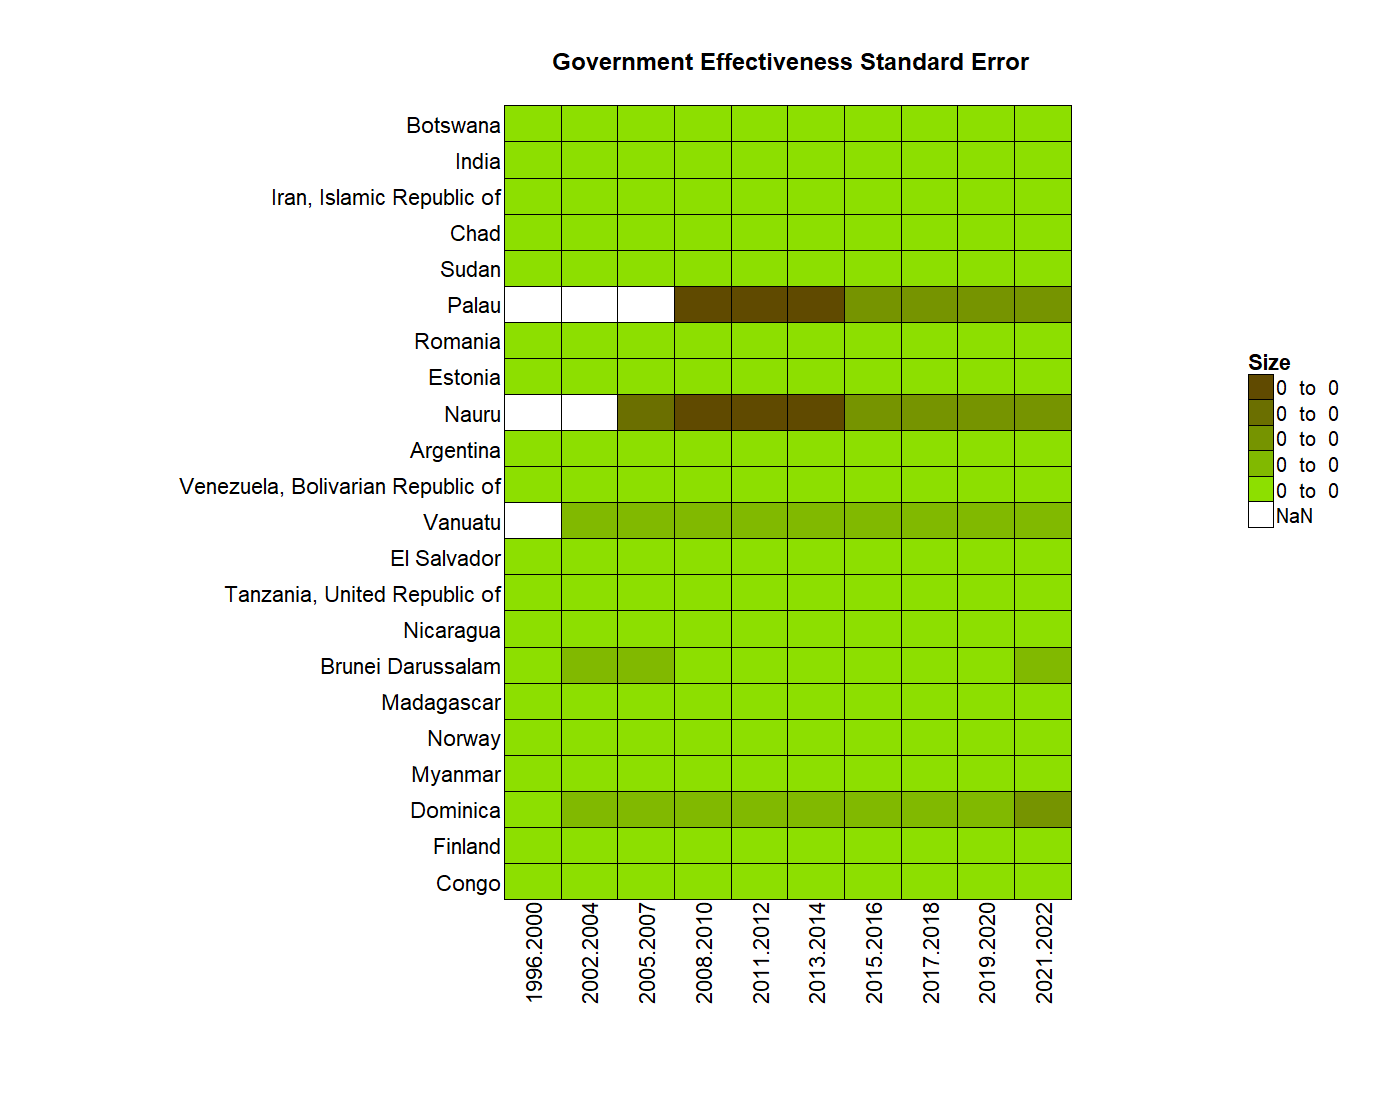 Government Effectiveness Standard Error
Botswana
India
Iran, Islamic Republic of
Chad
Sudan
Palau
Romania
Estonia
Nauru
Argentina
Venezuela, Bolivarian Republic of
Vanuatu
El Salvador
Tanzania, United Republic of
Nicaragua
Brunei Darussalam
Madagascar
Norway
Myanmar
Dominica
Finland
Congo
1996.2000
2002.2004
2005.2007
2008.2010
2011.2012
2013.2014
2015.2016
2017.2018
2019.2020
2021.2022
Size
0 to 0
0 to 0
0 to 0
0 to 0
0 to 0
NaN